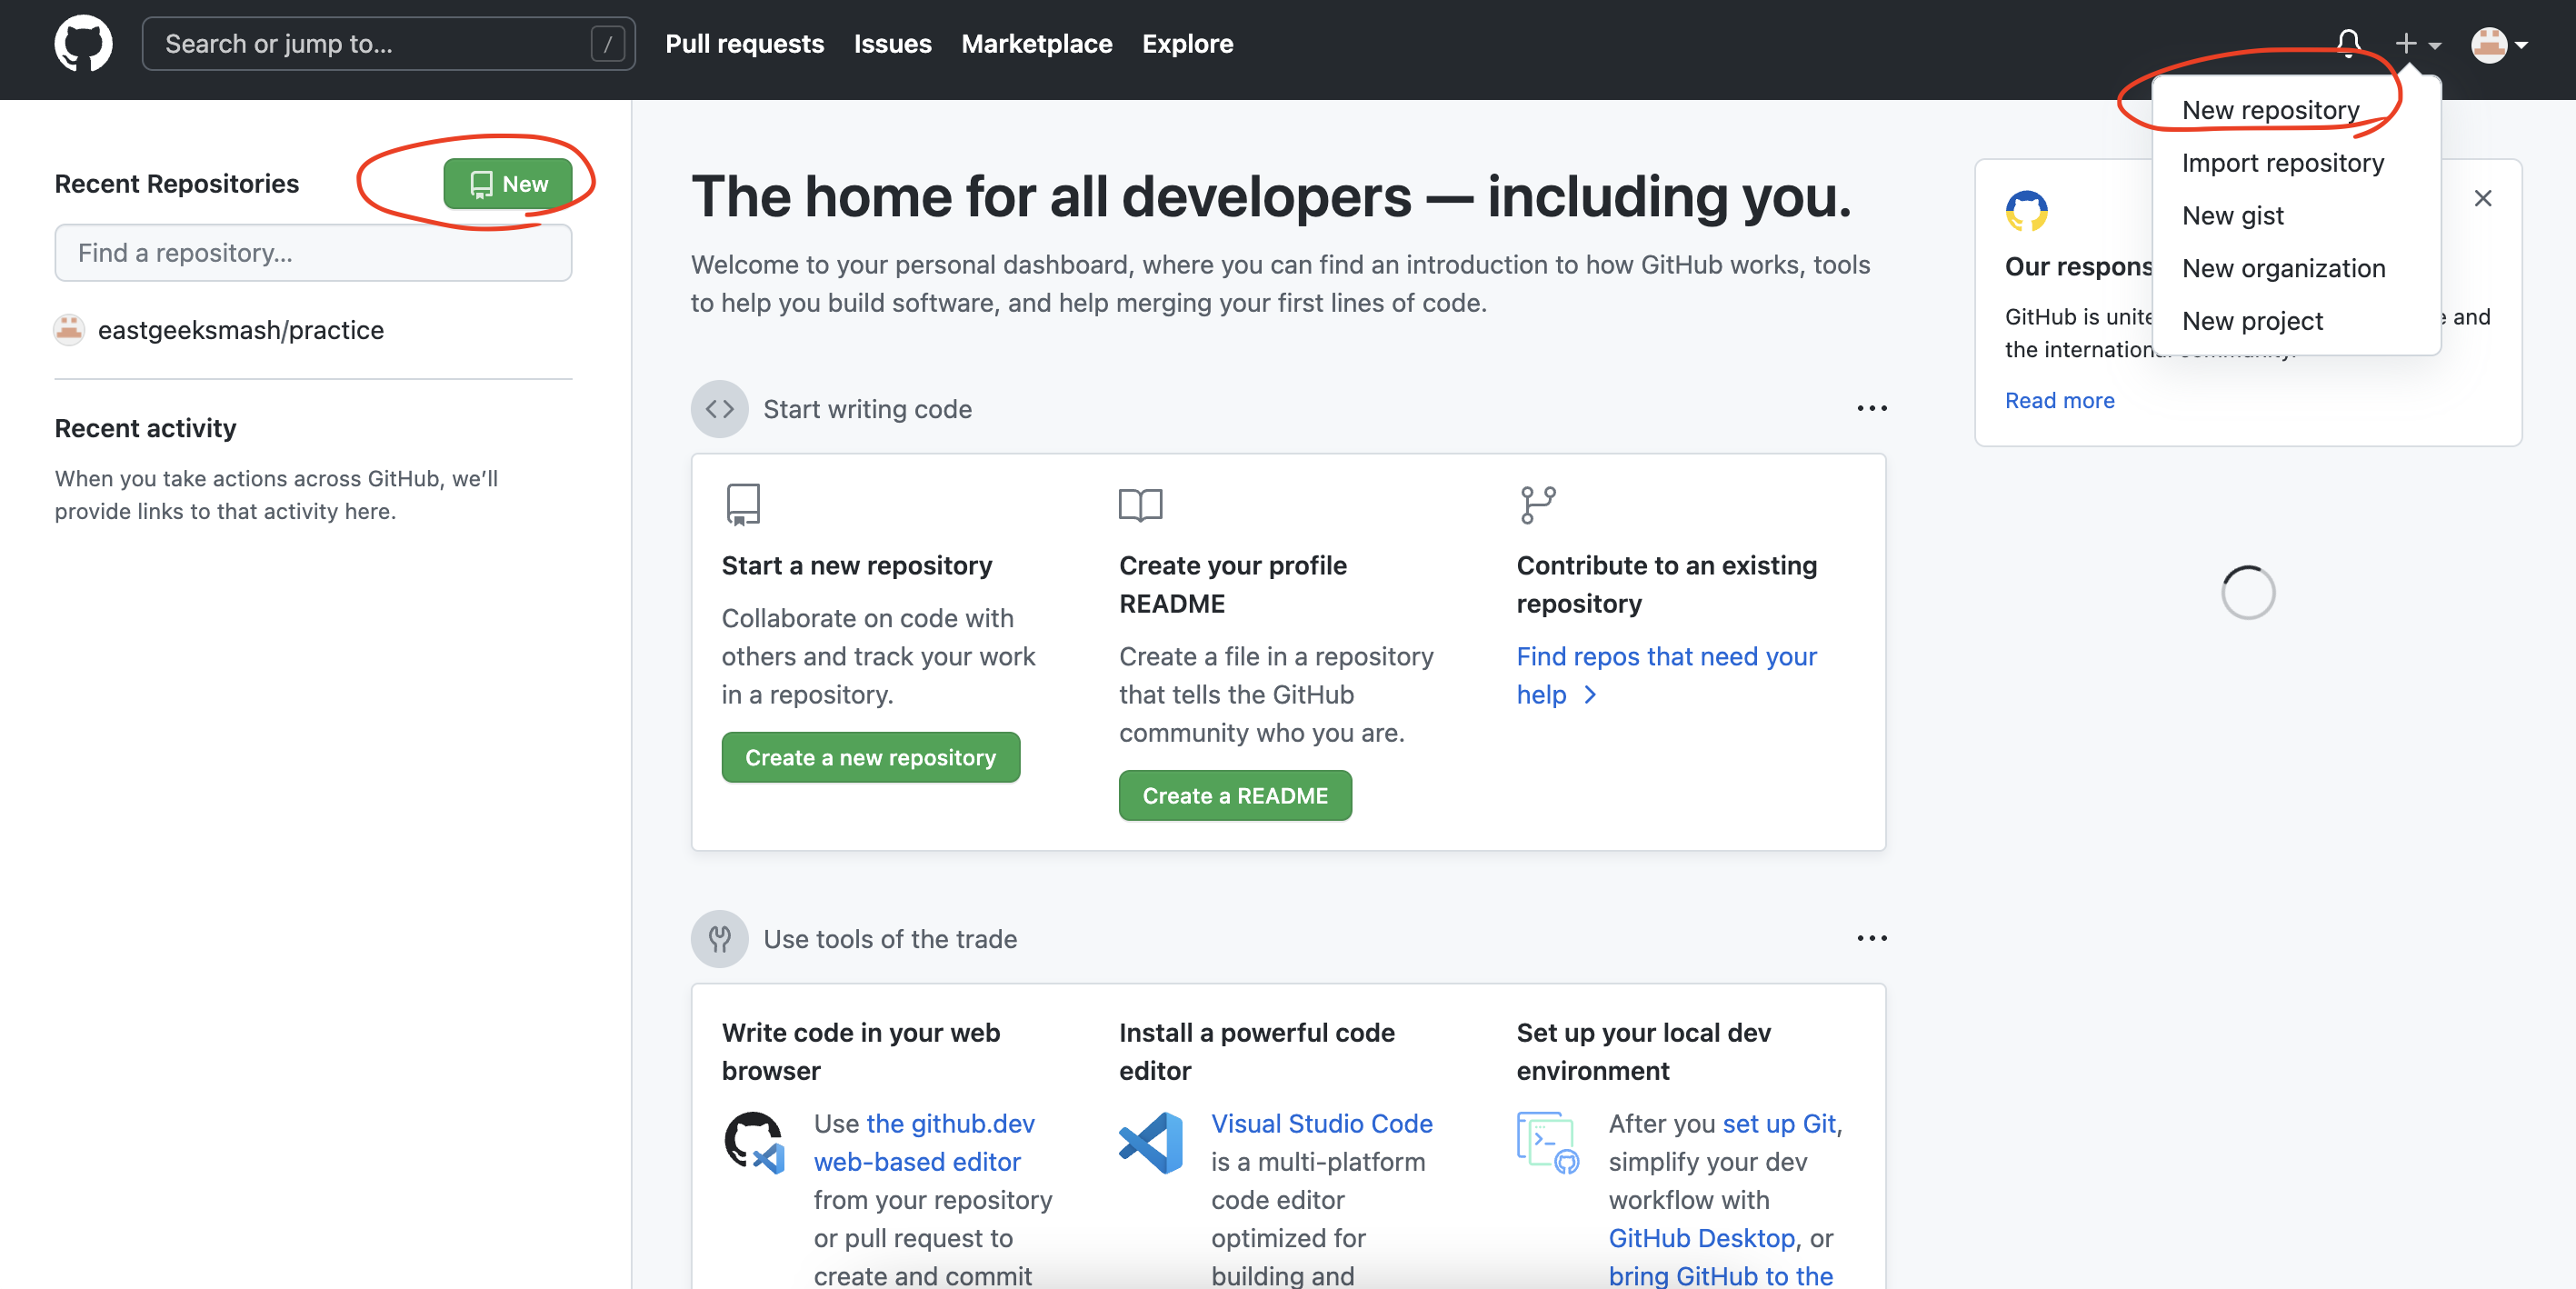 Search or jump to...
/
Pull requests
Issues
Marketplace
Explore
New repository
Import repository
New gist
New organization
New project
Recent Repositories
New
Find a repository...
eastgeeksmash/practice
Recent activity
When you take actions across GitHub, we’ll
provide links to that activity here.
The home for all developers — including you.
Welcome to your personal dashboard, where you can find an introduction to how GitHub works, tools
to help you build software, and help merging your first lines of code.
Start writing code
Start a new repository
Collaborate on code with
others and track your work
in a repository.
Create a new repository
Create your profile
README
Create a file in a repository
that tells the GitHub
community who you are.
Create a README
Contribute to an existing
repository
Find repos that need your
help
Use tools of the trade
Write code in your web
browser
Use the github.dev
web-based editor
from your repository
or pull request to
create and commit
Install a powerful code
editor
Visual Studio Code
is a multi-platform
code editor
optimized for
building and
Set up your local dev
environment
After you set up Git,
simplify your dev
workflow with
GitHub Desktop, or
bring GitHub to the
Our respons
GitHub is unite and
the international community.
Read more